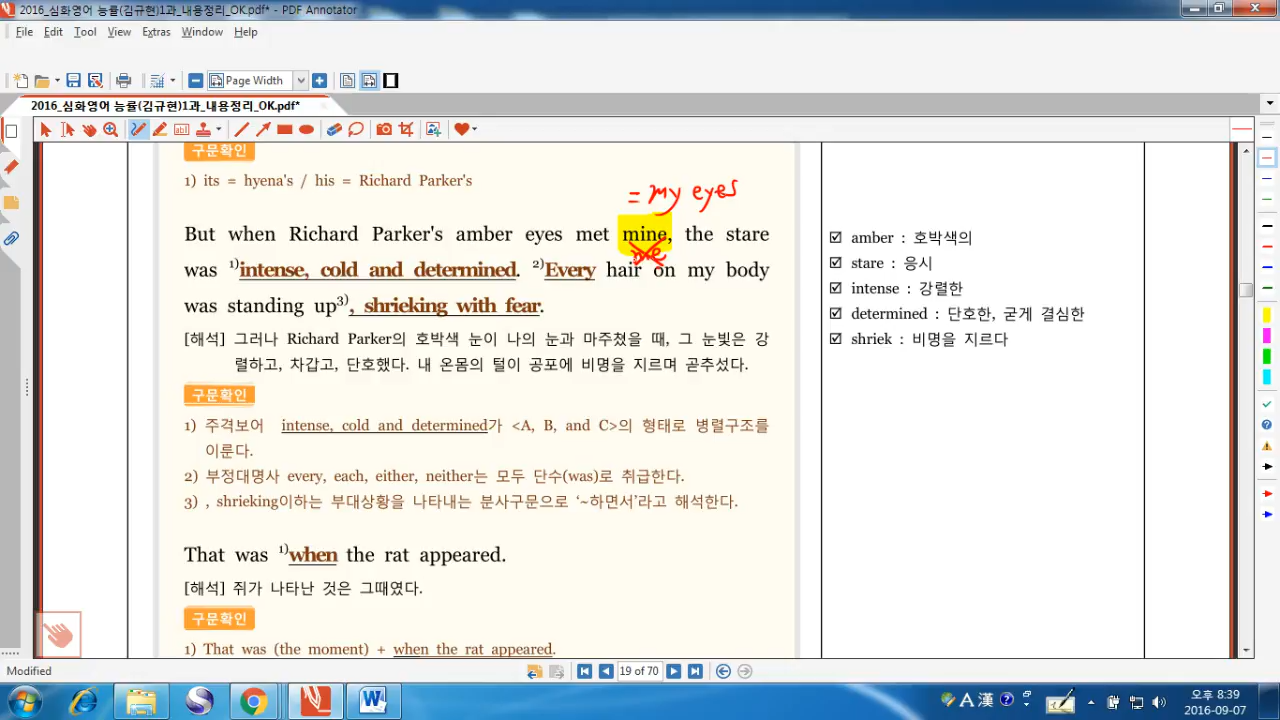 2016_심화영어 능률(김규현)1과_내용정리_OK.pdf* - PDF Annotator
File Edit Tool View Extras Window Help
Page Width
2016_심화영어 능률(김규현)1과_내용정리_OK.pdf*
구문확인
1) its = hyena's / his = Richard Parker's
= my eyes
But when Richard Parker's amber eyes met mine, the stare
me
was 1)intense, cold and determined. 2)Every hair on my body
was standing up3), shrieking with fear.
[해석] 그러나 Richard Parker의 호박색 눈이 나의 눈과 마주쳤을 때, 그 눈빛은 강
렬하고, 차갑고, 단호했다. 내 온몸의 털이 공포에 비명을 지르며 곤추섰다.
구문확인
1) 주격보어 intense, cold and determined가 <A, B, and C>의 형태로 병렬구조를
이룬다.
2) 부정대명사 every, each, either, neither는 모두 단수(was)로 취급한다.
3) , shrieking이하는 부대상황을 나타내는 분사구문으로 ‘~하면서’라고 해석한다.
That was 1)when the rat appeared.
[해석] 쥐가 나타난 것은 그때였다.
구문확인
1) That was (the moment) + when the rat appeared.
☑ amber : 호박색의
☑ stare : 응시
☑ intense : 강렬한
☑ determined : 단호한, 굳게 결심한
☑ shriek : 비명을 지르다
Modified
19 of 70
A 漢
오후 8:39
2016-09-07